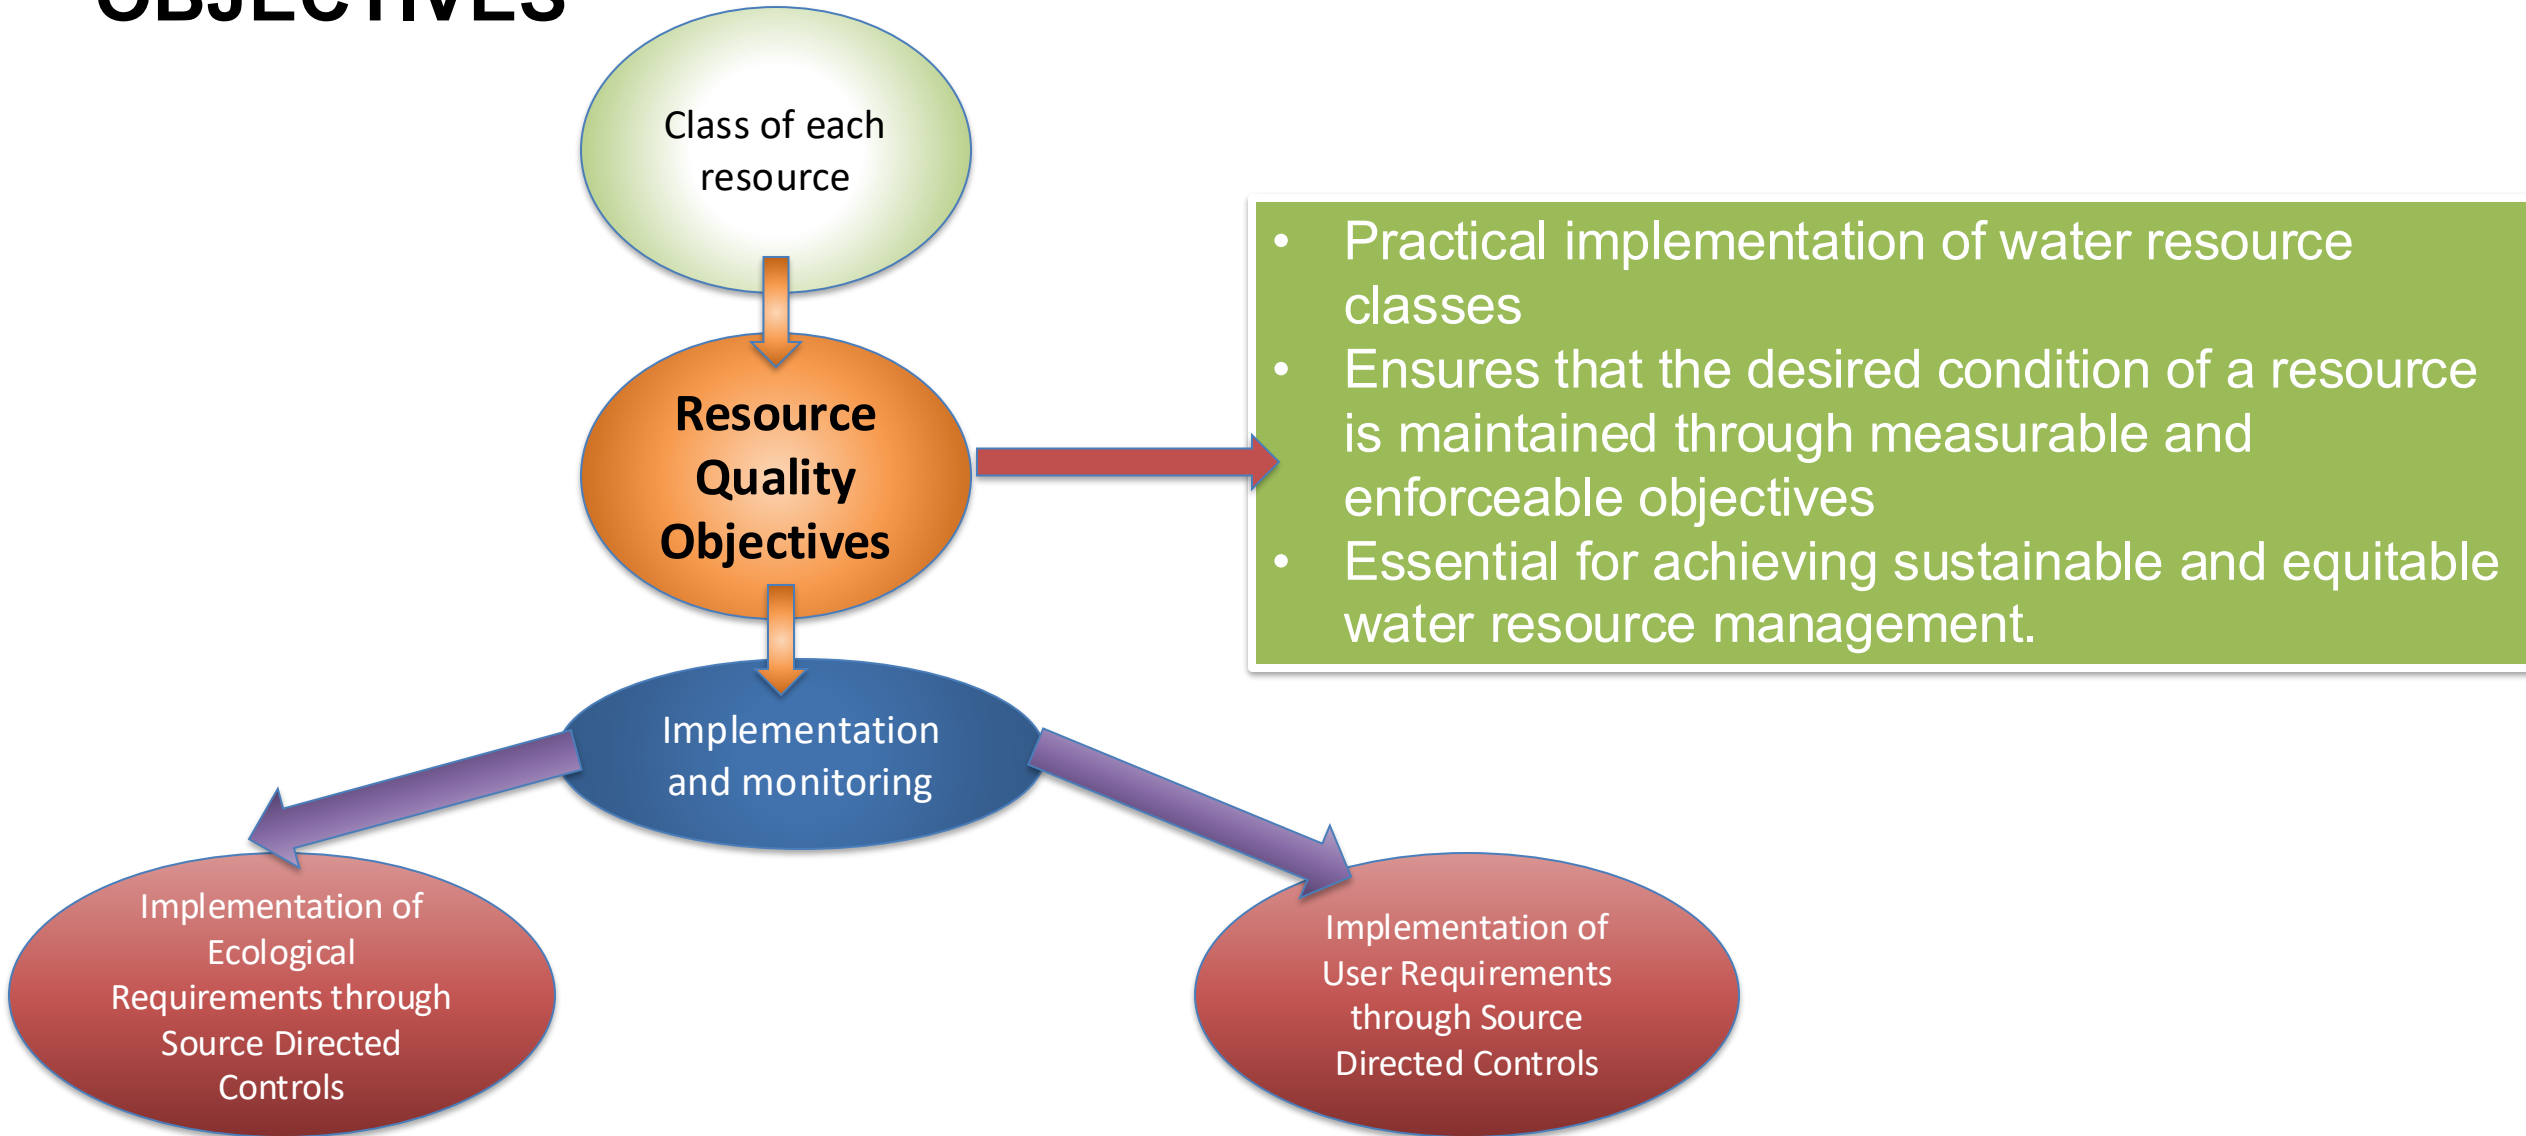 OBJECTIVES
Class of each
resource
Resource
Quality
Objectives
• Practical implementation of water resource
classes
• Ensures that the desired condition of a resource
is maintained through measurable and
enforceable objectives
• Essential for achieving sustainable and equitable
water resource management.
Implementation
and monitoring
Implementation of
Ecological
Requirements through
Source Directed
Controls
Implementation of
User Requirements
through Source
Directed Controls